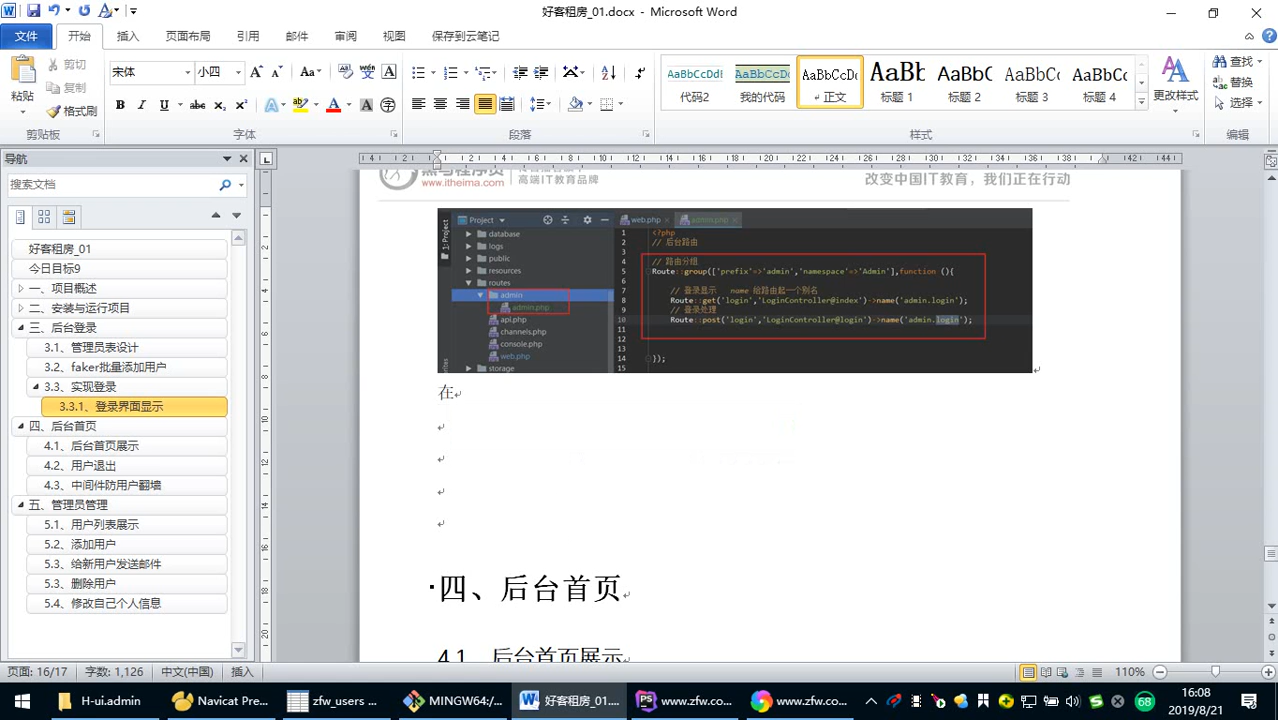 好客租房_01.docx - Microsoft Word
文件 开始 插入 页面布局 引用 邮件 审阅 视图 保存到云笔记
粘贴 剪切 复制 格式刷 剪贴板
宋体 小四 字体
段落
AaBbCcDdE 代码2
AaBbCcDd 我的代码
AaBbCcDc 正文
AaBb 标题 1
AaBbC 标题 2
AaBbCc 标题 3
AaBbCc 标题 4
更改样式 样式
查找 替换 选择 编辑
导航
搜索文档
好客租房_01
今日目标9
一、项目概述
二、安装与运行项目
三、后台登录
3.1、管理员表设计
3.2、faker批量添加用户
3.3、实现登录
3.3.1、登录界面显示
四、后台首页
4.1、后台首页展示
4.2、用户退出
4.3、中间件防用户翻墙
五、管理员管理
5.1、用户列表展示
5.2、添加用户
5.3、给新用户发送邮件
5.3、删除用户
5.4、修改自己个人信息
www.itheima.com 高端IT教育品牌
改变中国IT教育，我们正在行动
1: Project
Project
database
logs
public
resources
routes
admin
admin.php
api.php
channels.php
console.php
web.php
storage
web.php admin.php
1 <?php
2 // 后台路由
3
4 // 路由分组
5 Route::group(['prefix'=>'admin','namespace'=>'Admin'],function (){
6
7 // 登录显示 name 给路由起一个别名
8 Route::get('login','LoginController@index')->name('admin.login');
9 // 登录处理
10 Route::post('login','LoginController@login')->name('admin.login');
11
12
13
14 });
15
在
四、后台首页
4.1、后台首页展示
页面: 16/17 字数: 1,126 中文(中国) 插入 110%
H-ui.admin
Navicat Pre...
zfw_users ...
MINGW64:/...
好客租房_01....
www.zfw.co...
www.zfw.co...
68
16:08
2019/8/21